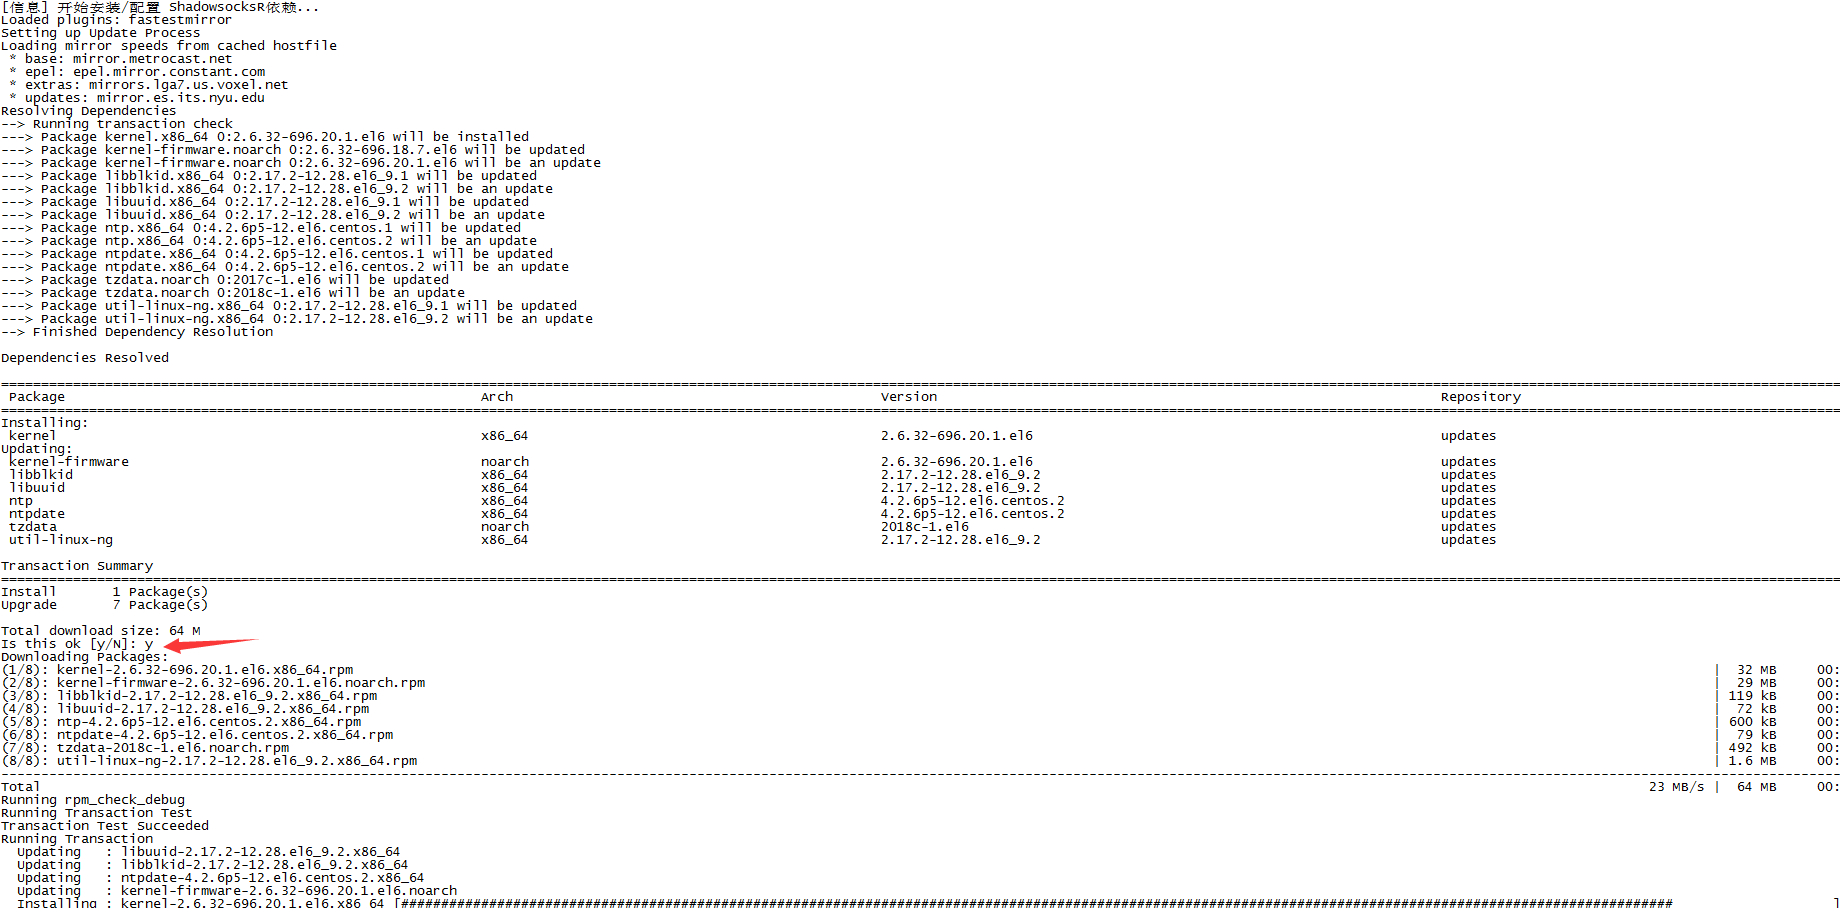 [信息] 开始安装/配置 ShadowsocksR依赖...
Loaded plugins: fastestmirror
Setting up Update Process
Loading mirror speeds from cached hostfile
 * base: mirror.metrocast.net
 * epel: epel.mirror.constant.com
 * extras: mirrors.lga7.us.voxel.net
 * updates: mirror.es.its.nyu.edu
Resolving Dependencies
--> Running transaction check
---> Package kernel.x86_64 0:2.6.32-696.20.1.el6 will be installed
---> Package kernel-firmware.noarch 0:2.6.32-696.18.7.el6 will be updated
---> Package kernel-firmware.noarch 0:2.6.32-696.20.1.el6 will be an update
---> Package libblkid.x86_64 0:2.17.2-12.28.el6_9.1 will be updated
---> Package libblkid.x86_64 0:2.17.2-12.28.el6_9.2 will be an update
---> Package libuuid.x86_64 0:2.17.2-12.28.el6_9.1 will be updated
---> Package libuuid.x86_64 0:2.17.2-12.28.el6_9.2 will be an update
---> Package ntp.x86_64 0:4.2.6p5-12.el6.centos.1 will be updated
---> Package ntp.x86_64 0:4.2.6p5-12.el6.centos.2 will be an update
---> Package ntpdate.x86_64 0:4.2.6p5-12.el6.centos.1 will be updated
---> Package ntpdate.x86_64 0:4.2.6p5-12.el6.centos.2 will be an update
---> Package tzdata.noarch 0:2017c-1.el6 will be updated
---> Package tzdata.noarch 0:2018c-1.el6 will be an update
---> Package util-linux-ng.x86_64 0:2.17.2-12.28.el6_9.1 will be updated
---> Package util-linux-ng.x86_64 0:2.17.2-12.28.el6_9.2 will be an update
--> Finished Dependency Resolution
Dependencies Resolved
Package Arch Version Repository
Installing:
 kernel x86_64 2.6.32-696.20.1.el6 updates
Updating:
 kernel-firmware noarch 2.6.32-696.20.1.el6 updates
 libblkid x86_64 2.17.2-12.28.el6_9.2 updates
 libuuid x86_64 2.17.2-12.28.el6_9.2 updates
 ntp x86_64 4.2.6p5-12.el6.centos.2 updates
 ntpdate x86_64 4.2.6p5-12.el6.centos.2 updates
 tzdata noarch 2018c-1.el6 updates
 util-linux-ng x86_64 2.17.2-12.28.el6_9.2 updates
Transaction Summary
Install 1 Package(s)
Upgrade 7 Package(s)
Total download size: 64 M
Is this ok [y/N]: y
Downloading Packages:
(1/8): kernel-2.6.32-696.20.1.el6.x86_64.rpm | 32 MB 00:
(2/8): kernel-firmware-2.6.32-696.20.1.el6.noarch.rpm | 29 MB 00:
(3/8): libblkid-2.17.2-12.28.el6_9.2.x86_64.rpm | 119 kB 00:
(4/8): libuuid-2.17.2-12.28.el6_9.2.x86_64.rpm | 72 kB 00:
(5/8): ntp-4.2.6p5-12.el6.centos.2.x86_64.rpm | 600 kB 00:
(6/8): ntpdate-4.2.6p5-12.el6.centos.2.x86_64.rpm | 79 kB 00:
(7/8): tzdata-2018c-1.el6.noarch.rpm | 492 kB 00:
(8/8): util-linux-ng-2.17.2-12.28.el6_9.2.x86_64.rpm | 1.6 MB 00:
Total 23 MB/s | 64 MB 00:
Running rpm_check_debug
Running Transaction Test
Transaction Test Succeeded
Running Transaction
  Updating : libuuid-2.17.2-12.28.el6_9.2.x86_64
  Updating : libblkid-2.17.2-12.28.el6_9.2.x86_64
  Updating : ntpdate-4.2.6p5-12.el6.centos.2.x86_64
  Updating : kernel-firmware-2.6.32-696.20.1.el6.noarch
  Installing : kernel-2.6.32-696.20.1.el6.x86_64 [######## ]